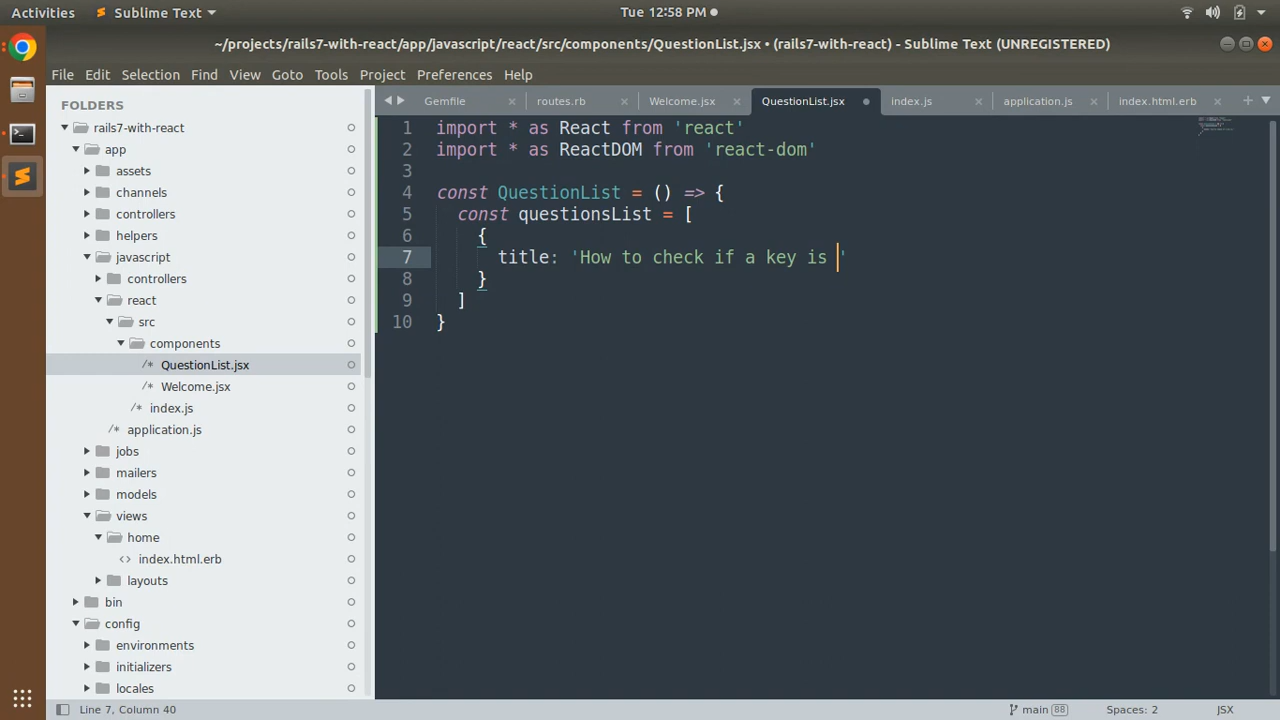 Activities
Sublime Text
Tue 12:58 PM
~/projects/rails7-with-react/app/javascript/react/src/components/QuestionList.jsx • (rails7-with-react) - Sublime Text (UNREGISTERED)
File Edit Selection Find View Goto Tools Project Preferences Help
FOLDERS
rails7-with-react
app
assets
channels
controllers
helpers
javascript
controllers
react
src
components
/* QuestionList.jsx
/* Welcome.jsx
/* index.js
/* application.js
jobs
mailers
models
views
home
<> index.html.erb
layouts
bin
config
environments
initializers
locales
Gemfile
routes.rb
Welcome.jsx
QuestionList.jsx
index.js
application.js
index.html.erb
1 import * as React from 'react'
2 import * as ReactDOM from 'react-dom'
3
4 const QuestionList = () => {
5 const questionsList = [
6 {
7 title: 'How to check if a key is '
8 }
9 ]
10 }
Line 7, Column 40
main 88
Spaces: 2
JSX